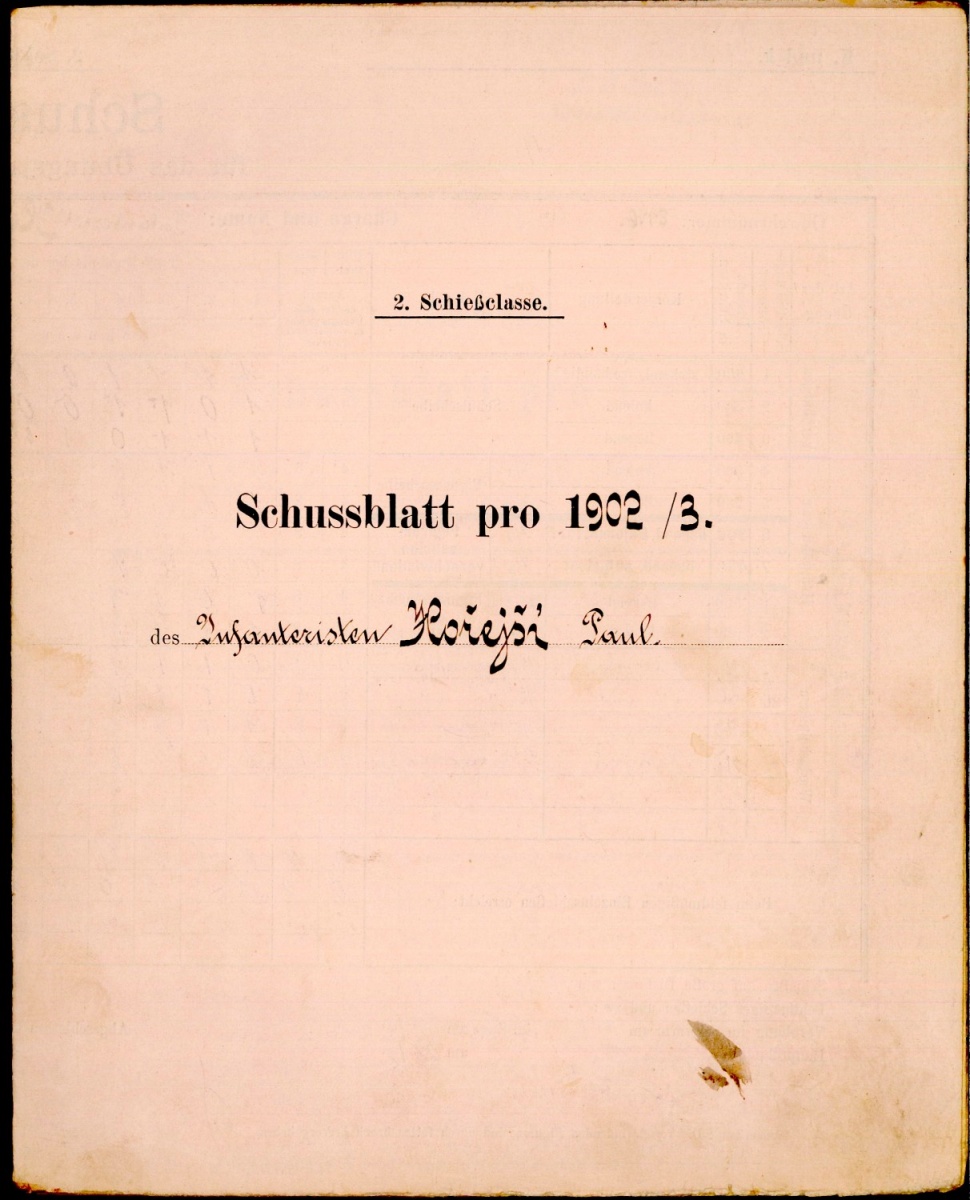 2. Schießclasse.
Schussblatt pro 1902 /3.
des Infanteristen Hořejší Paul.